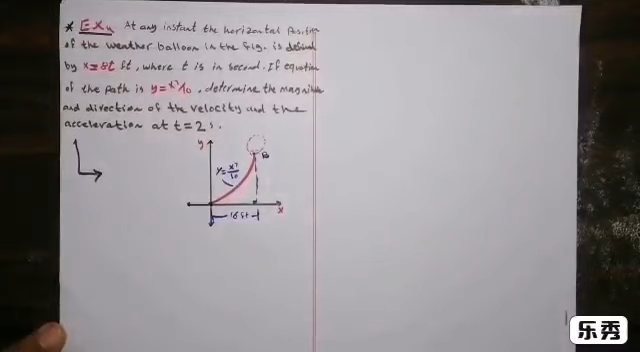 * Ex. At any instant the horizontal Position
of the weather balloon in the Fig. is defined
by x=8t ft, where t is in second. If equation
of the path is y=x²/10, determine the magnitude
and direction of the velocity and the
acceleration at t=2s.
y
y=x²/10
B
x
16 ft
乐秀